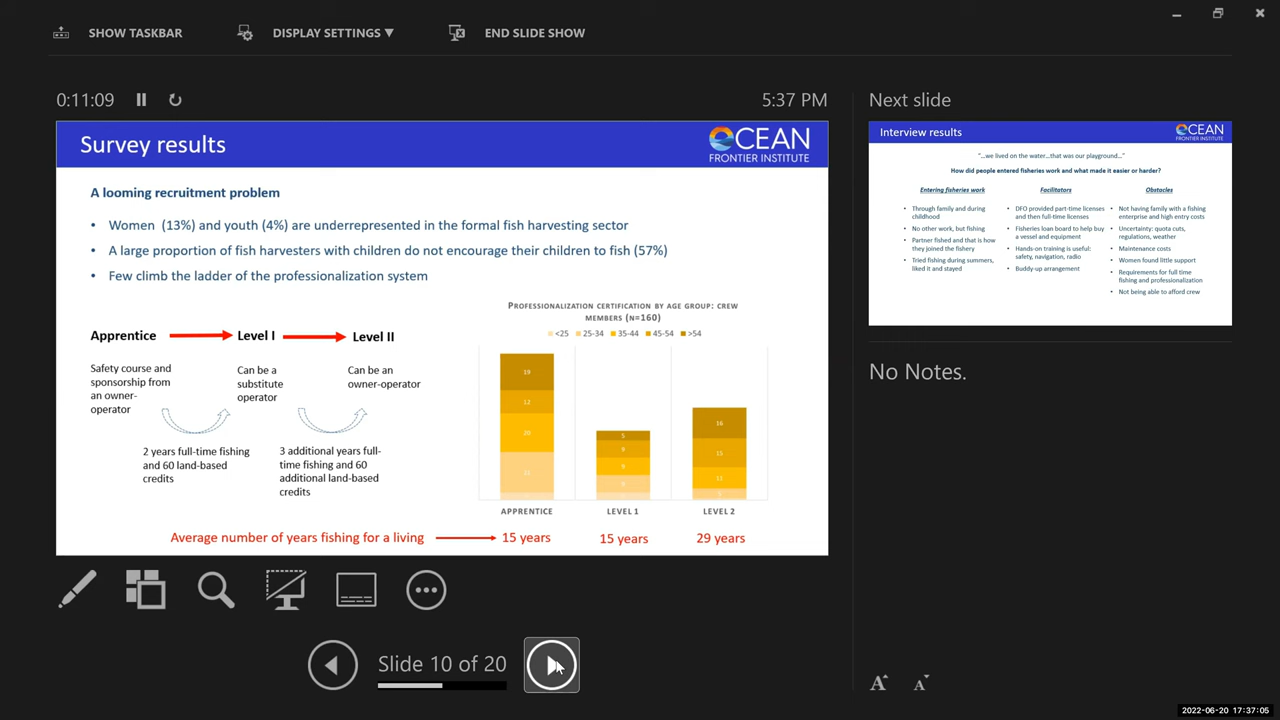 SHOW TASKBAR
DISPLAY SETTINGS ▼
END SLIDE SHOW
0:11:09
5:37 PM
Next slide
Survey results
OCEAN
FRONTIER INSTITUTE
A looming recruitment problem
• Women (13%) and youth (4%) are underrepresented in the formal fish harvesting sector
• A large proportion of fish harvesters with children do not encourage their children to fish (57%)
• Few climb the ladder of the professionalization system
Apprentice
Level I
Level II
Safety course and
sponsorship from
an owner-
operator
Can be a
substitute
operator
Can be an
owner-operator
2 years full-time fishing
and 60 land-based
credits
3 additional years full-
time fishing and 60
additional land-based
credits
PROFESSIONALIZATION CERTIFICATION BY AGE GROUP: CREW
MEMBERS (N=160)
<25 25-34 35-44 45-54 >54
19
12
20
5
9
9
16
15
11
APPRENTICE
LEVEL 1
LEVEL 2
Average number of years fishing for a living
15 years
15 years
29 years
Interview results
OCEAN
FRONTIER INSTITUTE
"...we lived on the water...that was our playground..."
How did people entered fisheries work and what made it easier or harder?
Entering fisheries work
• Through family and during
childhood
• No other work, but fishing
• Partner fished and that is how
they joined the fishery
• Tried fishing during summers,
liked it and stayed
Facilitators
• DFO provided part-time licenses
and then full-time licenses
• Fisheries loan board to help buy
a vessel and equipment
• Hands-on training is useful:
safety, navigation, radio
• Buddy-up arrangement
Obstacles
• Not having family with a fishing
enterprise and high entry costs
• Uncertainty: quota cuts,
regulations, weather
• Maintenance costs
• Women found little support
• Requirements for full time
fishing and professionalization
• Not being able to afford crew
No Notes.
Slide 10 of 20
A A
2022-06-20 17:37:05